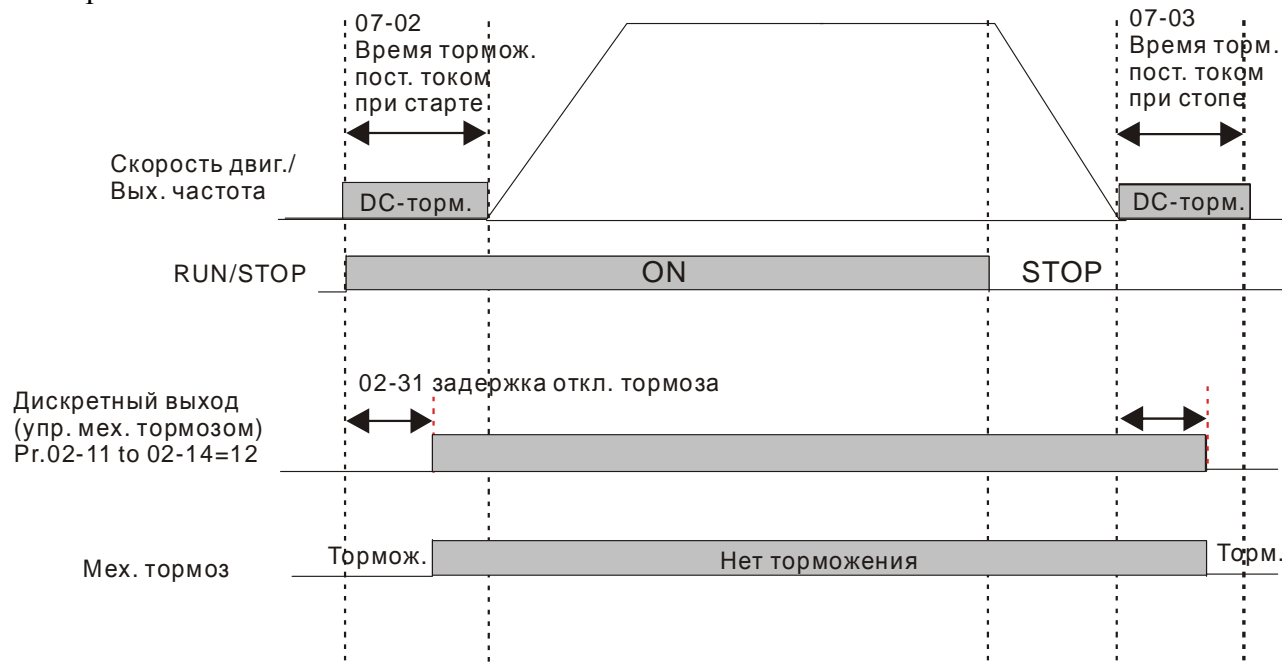 07-02
Время тормож.
пост. током
при старте
07-03
Время торм.
пост. током
при стопе
Скорость двиг./
Вых. частота
DC-торм.
DC-торм.
RUN/STOP
ON
STOP
02-31 задержка откл. тормоза
Дискретный выход
(упр. мех. тормозом)
Pr.02-11 to 02-14=12
Мех. тормоз
Тормож.
Нет торможения
Торм.